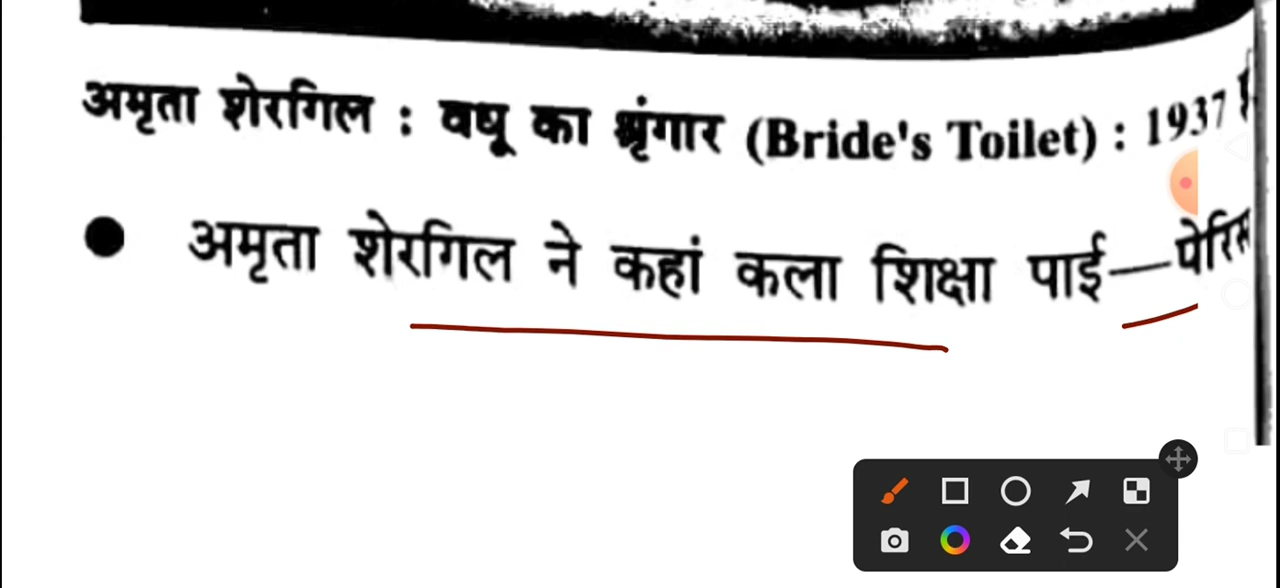 अमृता शेरगिल : वधू का श्रृंगार (Bride's Toilet) : 1937
● अमृता शेरगिल ने कहां कला शिक्षा पाई—